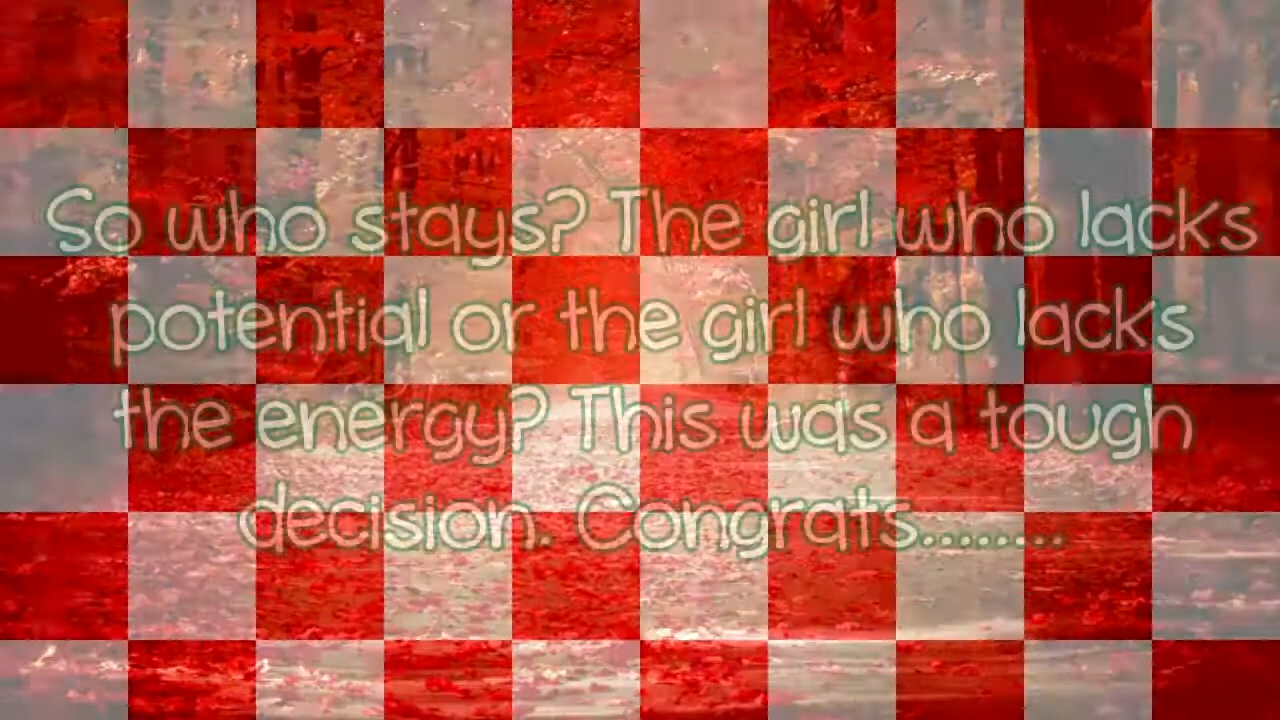 So who stays? The girl who lacks
potential or the girl who lacks
the energy? This was a tough
decision. Congrats........